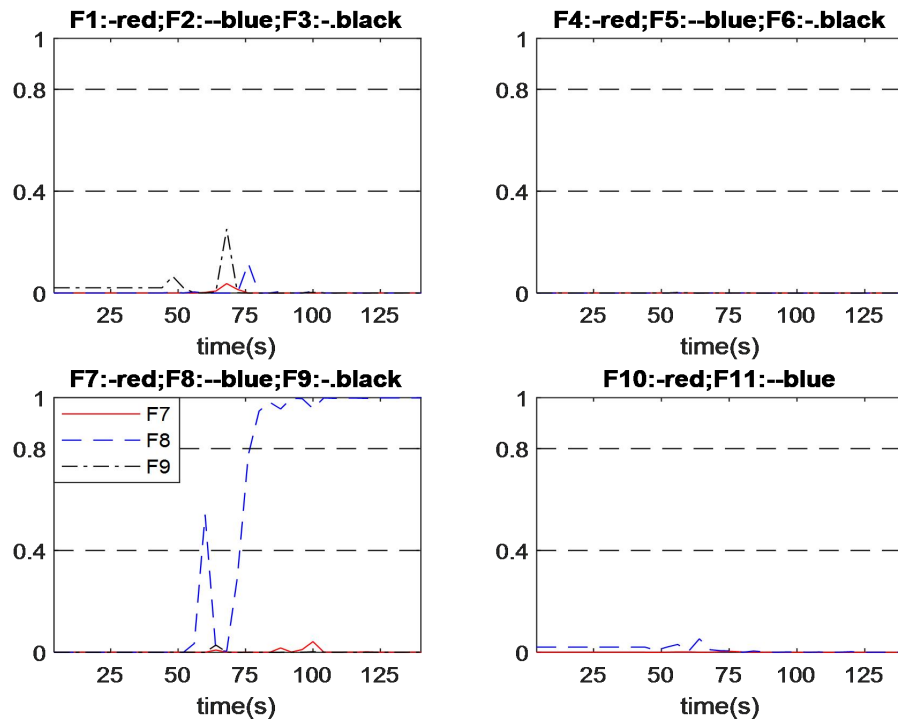 F1:-red;F2:--blue;F3:-.black
1
0.8
0.4
0
25 50 75 100 125
time(s)
F4:-red;F5:--blue;F6:-.black
1
0.8
0.4
0
25 50 75 100 125
time(s)
F7:-red;F8:--blue;F9:-.black
1
0.8
0.4
0
F7
F8
F9
25 50 75 100 125
time(s)
F10:-red;F11:--blue
1
0.8
0.4
0
25 50 75 100 125
time(s)